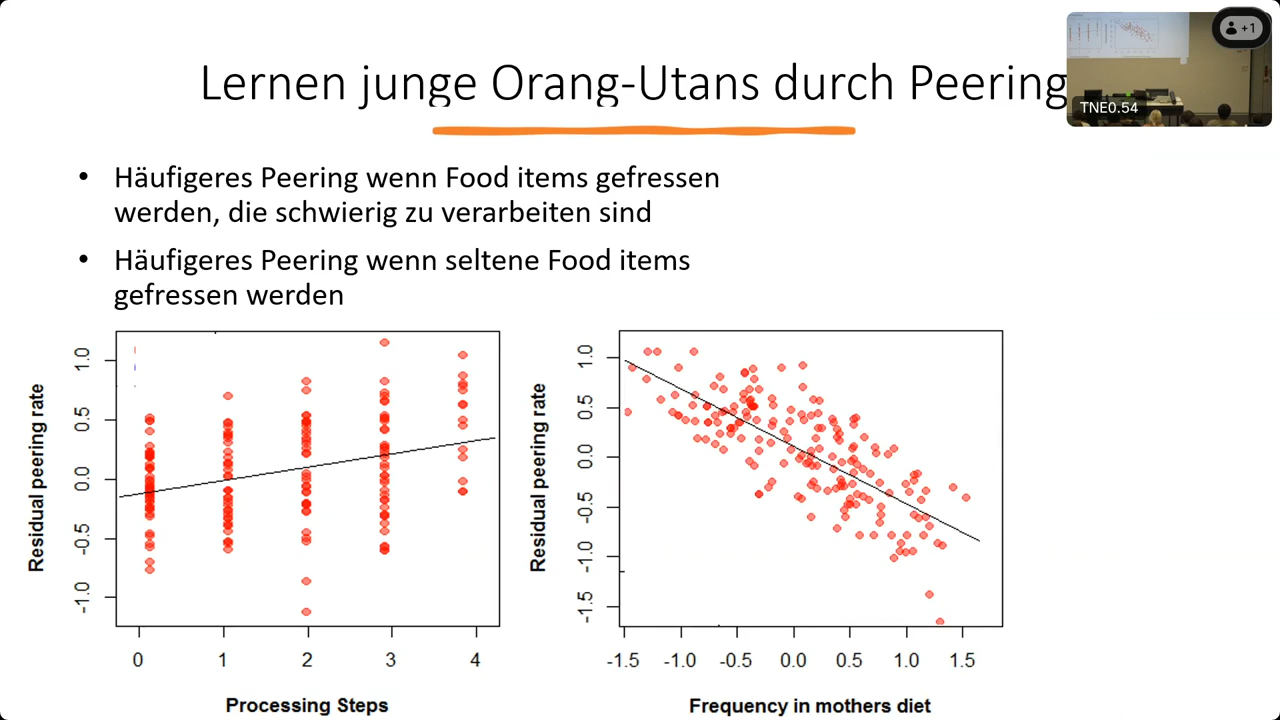 Lernen junge Orang-Utans durch Peering
+1
TNE0.54
• Häufigeres Peering wenn Food items gefressen
werden, die schwierig zu verarbeiten sind
• Häufigeres Peering wenn seltene Food items
gefressen werden
Residual peering rate
1.0
0.5
0.0
-0.5
-1.0
0 1 2 3 4
Processing Steps
Residual peering rate
1.0
0.5
0.0
-0.5
-1.0
-1.5
-1.5 -1.0 -0.5 0.0 0.5 1.0 1.5
Frequency in mothers diet